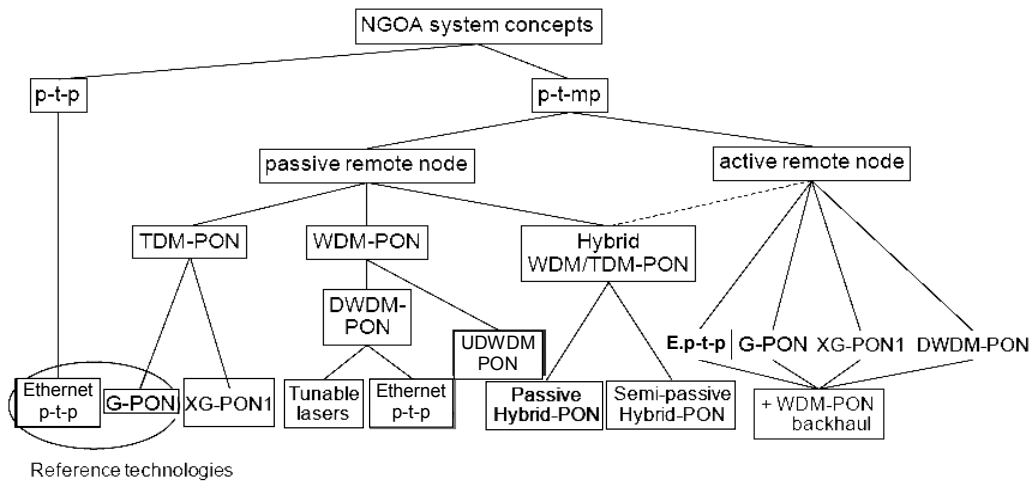 NGOA system concepts
p-t-p
p-t-mp
passive remote node
active remote node
TDM-PON
WDM-PON
Hybrid
WDM/TDM-PON
DWDM-
PON
UDWDM
PON
E.p-t-p
G-PON
XG-PON1
DWDM-PON
Ethernet
p-t-p
G-PON
XG-PON1
Tunable
lasers
Ethernet
p-t-p
Passive
Hybrid-PON
Semi-passive
Hybrid-PON
+ WDM-PON
backhaul
Reference technologies